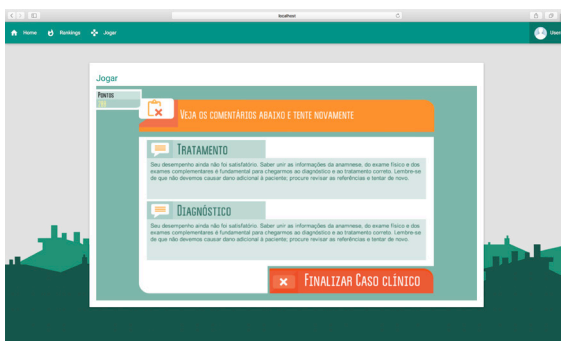 localhost
Home Rankings Jogar
Jogar
Pontos
Veja os comentários abaixo e tente novamente
Tratamento
Seu desempenho ainda não foi satisfatório. Saber unir as informações da anamnese, do exame físico e dos
exames complementares é fundamental para chegarmos ao diagnóstico e ao tratamento correto. Lembre-se
de que não devemos causar dano adicional à paciente; procure revisar as referências e tentar de novo.
Diagnóstico
Seu desempenho ainda não foi satisfatório. Saber unir as informações da anamnese, do exame físico e dos
exames complementares é fundamental para chegarmos ao diagnóstico e ao tratamento correto. Lembre-se
de que não devemos causar dano adicional à paciente; procure revisar as referências e tentar de novo.
Finalizar Caso clínico